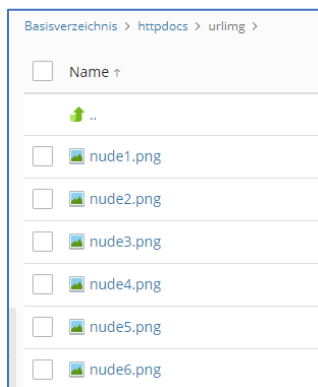 Basisverzeichnis > httpdocs > urlimg >
Name ↑
..
nude1.png
nude2.png
nude3.png
nude4.png
nude5.png
nude6.png